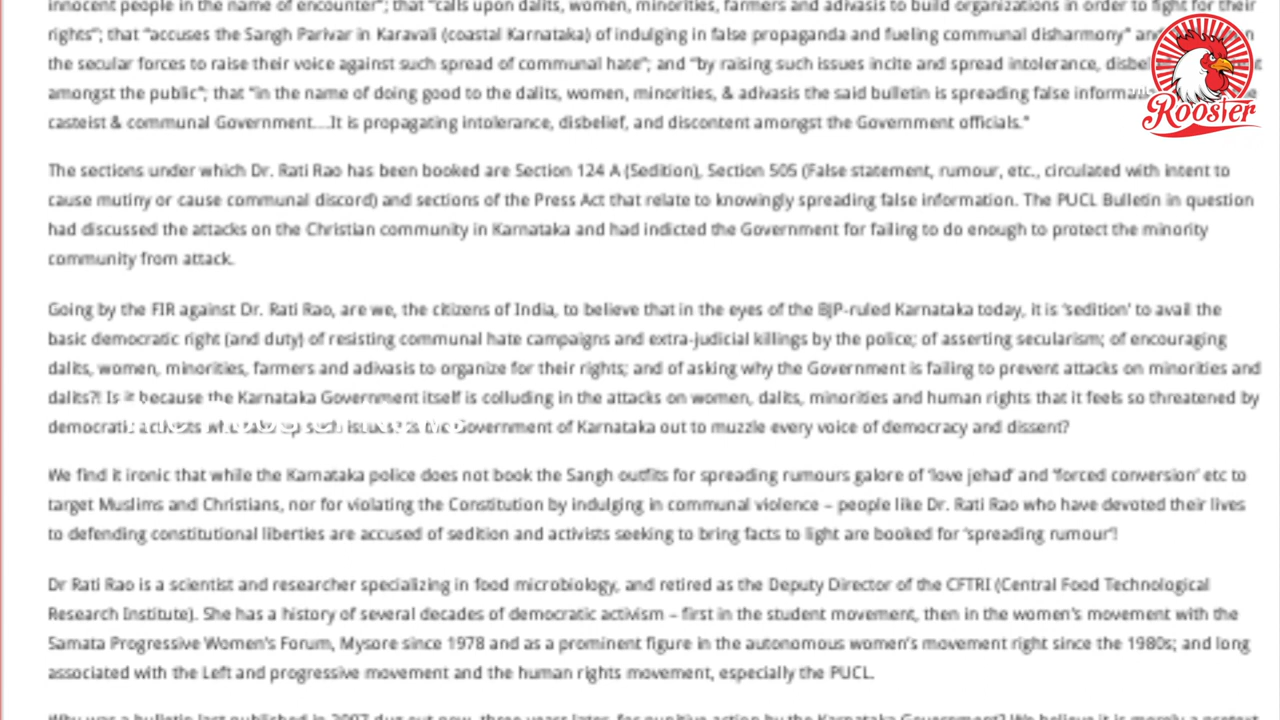 innocent people in the name of encounter"; that "calls upon dalits, women, minorities, farmers and adivasis to build organizations in order to fight for their
rights"; that "accuses the Sangh Parivar in Karavali (coastal Karnataka) of indulging in false propaganda and fueling communal disharmony"
the secular forces to raise their voice against such spread of communal hate"; and "by raising such issues incite and spread intolerance,
amongst the public"; that "in the name of doing good to the dalits, women, minorities, & adivasis the said bulletin is spreading false
casteist & communal Government....It is propagating intolerance, disbelief, and discontent amongst the Government officials."
Rooster
The sections under which Dr. Rati Rao has been booked are Section 124 A (Sedition), Section 505 (False statement, rumour, etc., circulated with intent to
cause mutiny or cause communal discord) and sections of the Press Act that relate to knowingly spreading false information. The PUCL Bulletin in question
had discussed the attacks on the Christian community in Karnataka and had indicted the Government for failing to do enough to protect the minority
community from attack.
Going by the FIR against Dr. Rati Rao, are we, the citizens of India, to believe that in the eyes of the BJP-ruled Karnataka today, it is 'sedition' to avail the
basic democratic right (and duty) of resisting communal hate campaigns and extra-judicial killings by the police; of asserting secularism; of encouraging
dalits, women, minorities, farmers and adivasis to organize for their rights; and of asking why the Government is failing to prevent attacks on minorities and
dalits?! Is it because the Karnataka Government itself is colluding in the attacks on women, dalits, minorities and human rights that it feels so threatened by
Government of Karnataka out to muzzle every voice of democracy and dissent?
We find it ironic that while the Karnataka police does not book the Sangh outfits for spreading rumours galore of 'love jehad' and 'forced conversion' etc to
target Muslims and Christians, nor for violating the Constitution by indulging in communal violence – people like Dr. Rati Rao who have devoted their lives
to defending constitutional liberties are accused of sedition and activists seeking to bring facts to light are booked for 'spreading rumour'!
Dr Rati Rao is a scientist and researcher specializing in food microbiology, and retired as the Deputy Director of the CFTRI (Central Food Technological
Research Institute). She has a history of several decades of democratic activism – first in the student movement, then in the women's movement with the
Samata Progressive Women's Forum, Mysore since 1978 and as a prominent figure in the autonomous women's movement right since the 1980s; and long
associated with the Left and progressive movement and the human rights movement, especially the PUCL.